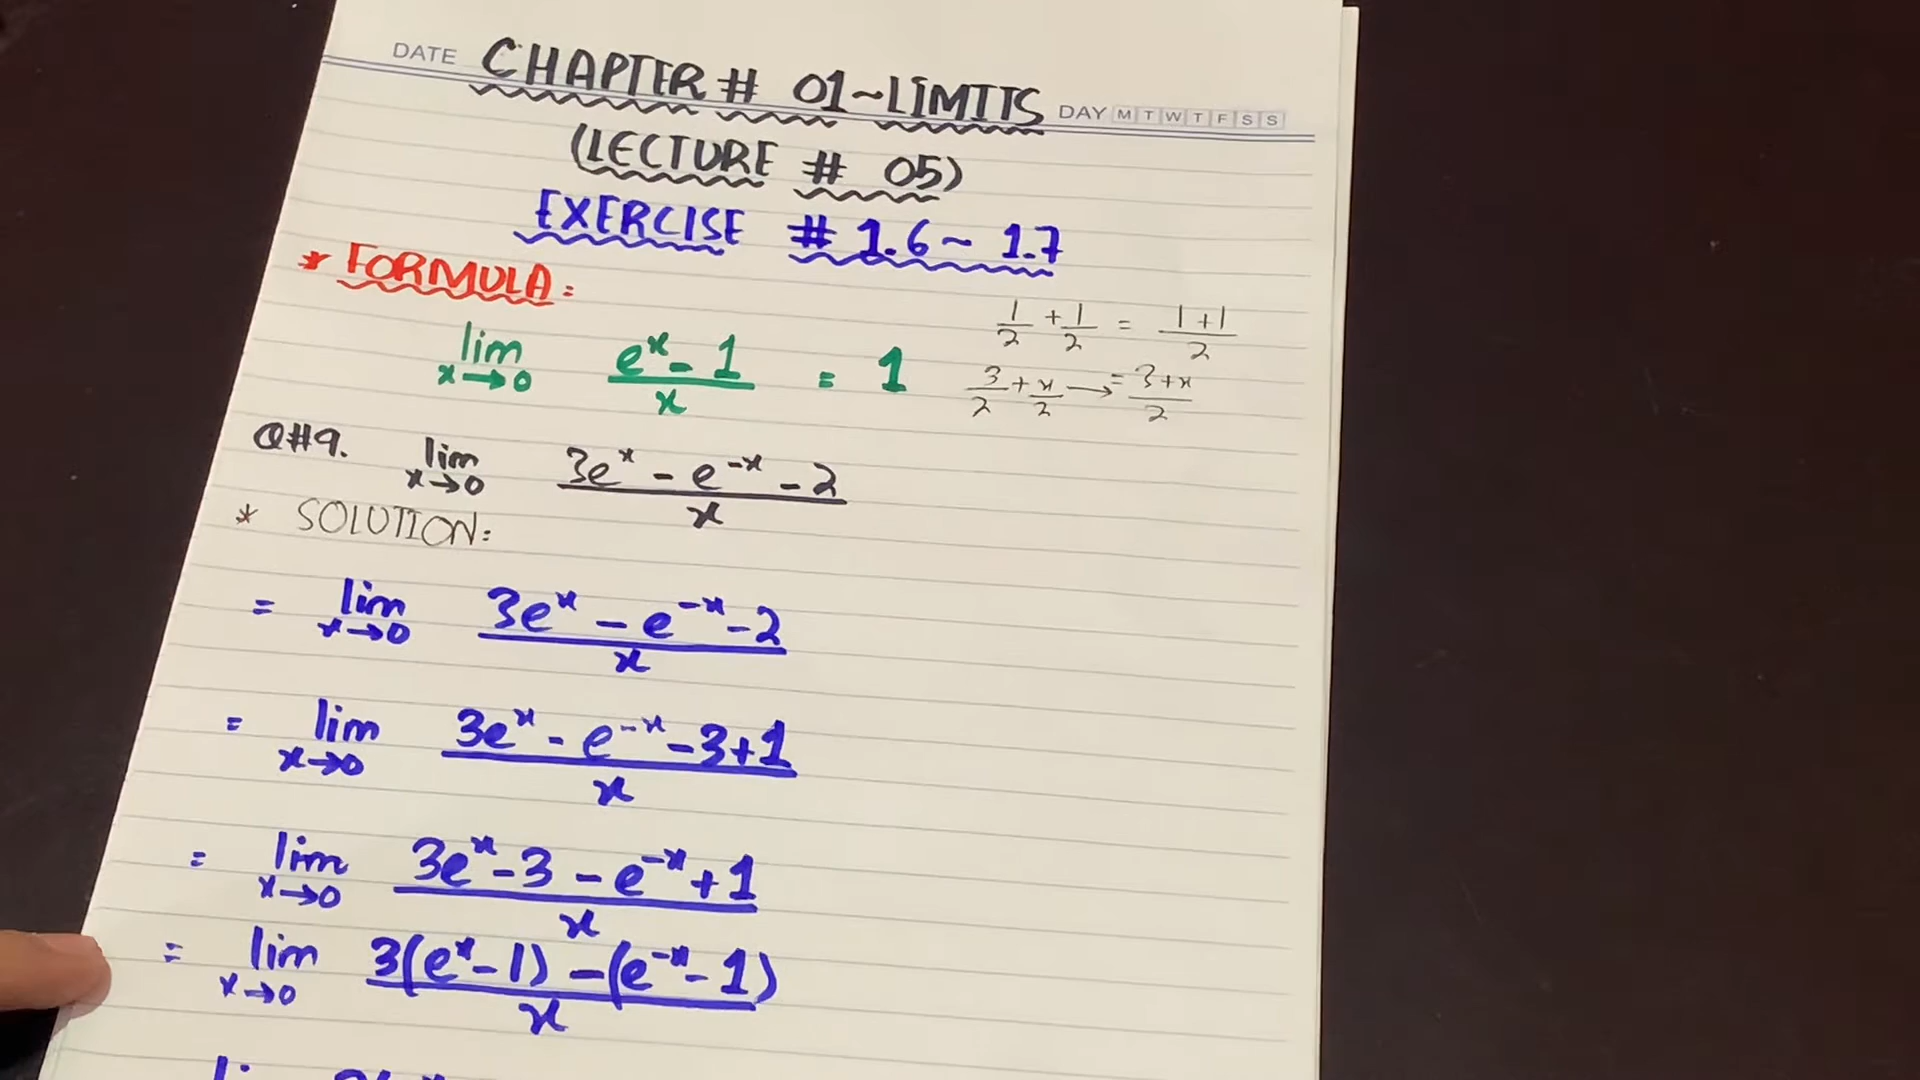 DATE CHAPTER # 01~LIMITS DAY M T W T F S S
(LECTURE # 05)
EXERCISE # 1.6~ 1.7
* FORMULA:
lim x→0 (e^x - 1)/x = 1
1/2 + 1/2 = (1+1)/2
3/2 + x/2 → = (3+x)/2
Q#9. lim x→0 (3e^x - e^-x - 2)/x
* SOLUTION:
= lim x→0 (3e^x - e^-x - 2)/x
= lim x→0 (3e^x - e^-x - 3 + 1)/x
= lim x→0 (3e^x - 3 - e^-x + 1)/x
= lim x→0 (3(e^x - 1) - (e^-x - 1))/x